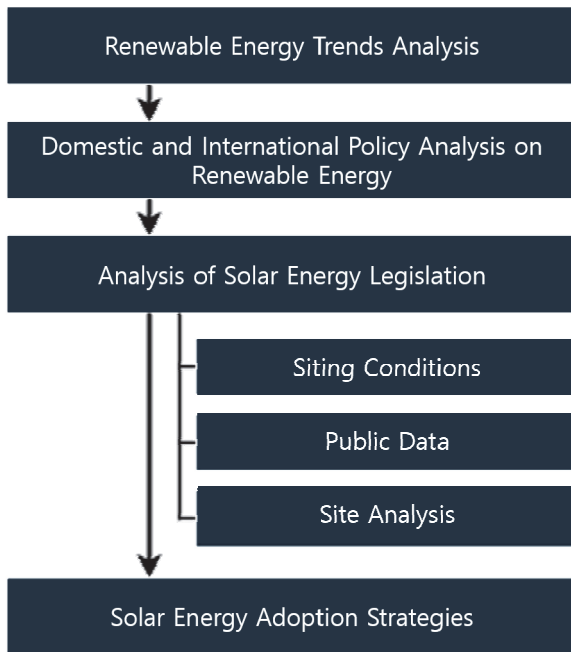 Renewable Energy Trends Analysis
Domestic and International Policy Analysis on
Renewable Energy
Analysis of Solar Energy Legislation
Siting Conditions
Public Data
Site Analysis
Solar Energy Adoption Strategies